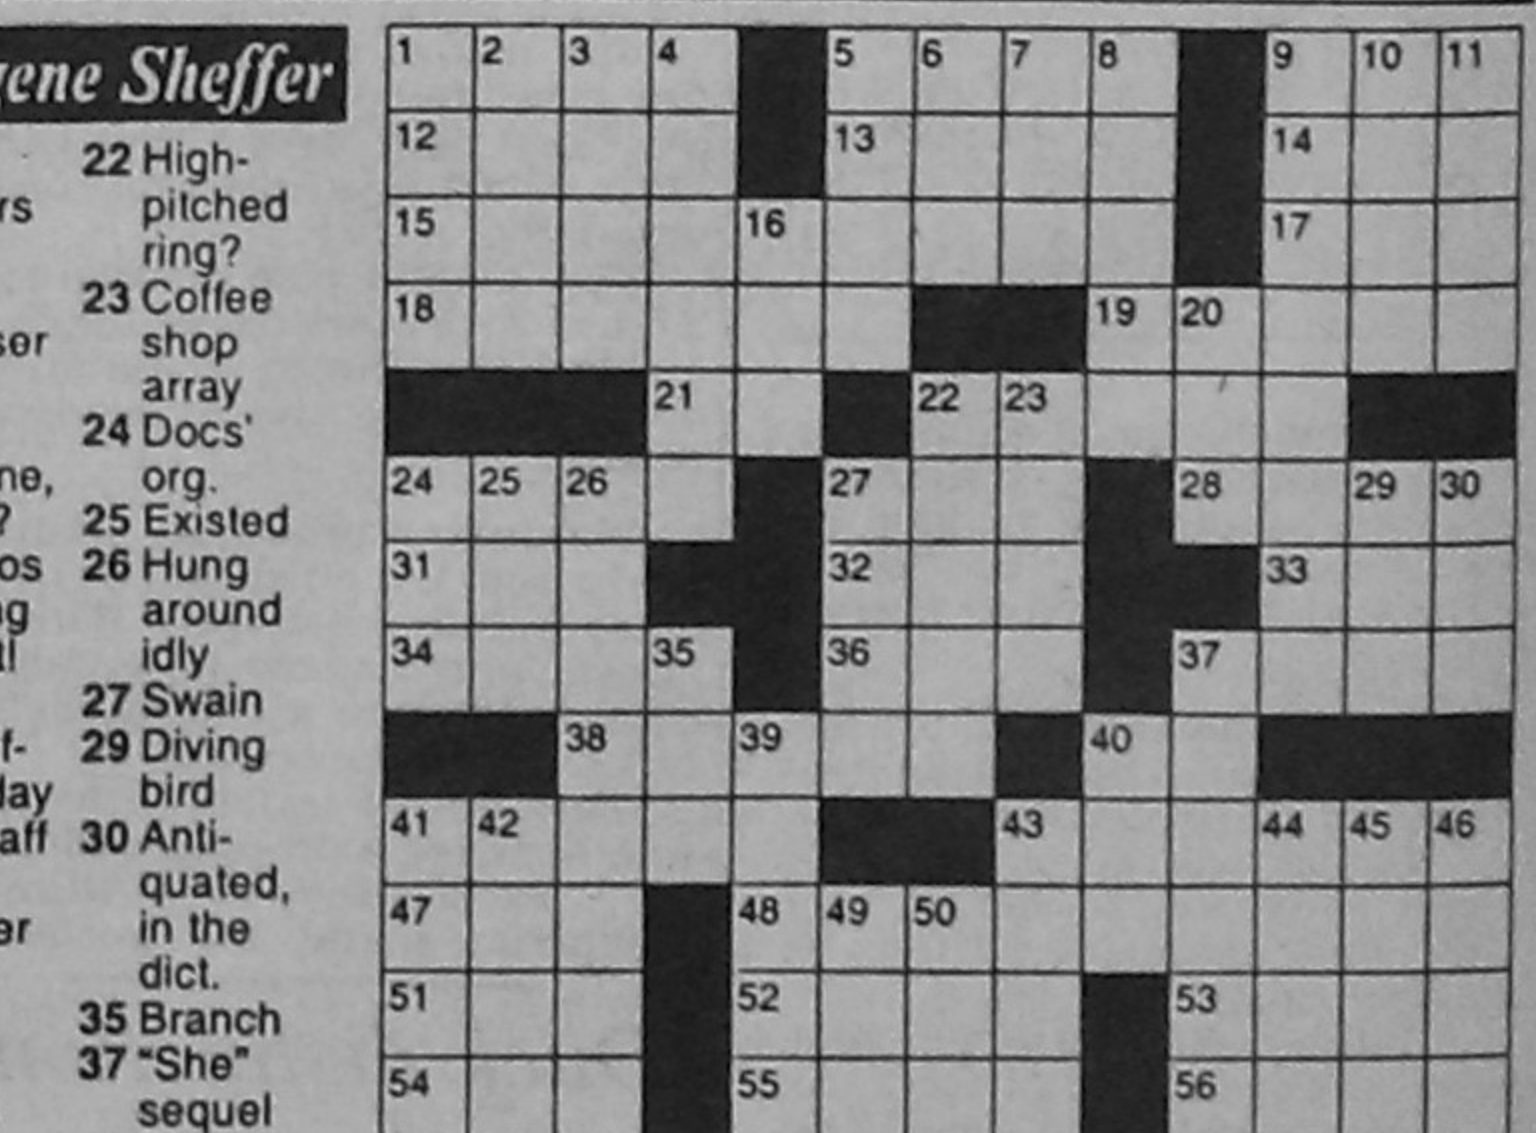 Sheffer
22 High-
pitched
ring?
23 Coffee
shop
array
24 Docs'
org.
25 Existed
26 Hung
around
idly
27 Swain
29 Diving
bird
30 Anti-
quated,
in the
dict.
35 Branch
37 "She"
sequel
1 2 3 4 5 6 7 8 9 10 11
12 13 14
15 16 17
18 19 20
21 22 23
24 25 26 27 28 29 30
31 32 33
34 35 36 37
38 39 40
41 42 43 44 45 46
47 48 49 50
51 52 53
54 55 56